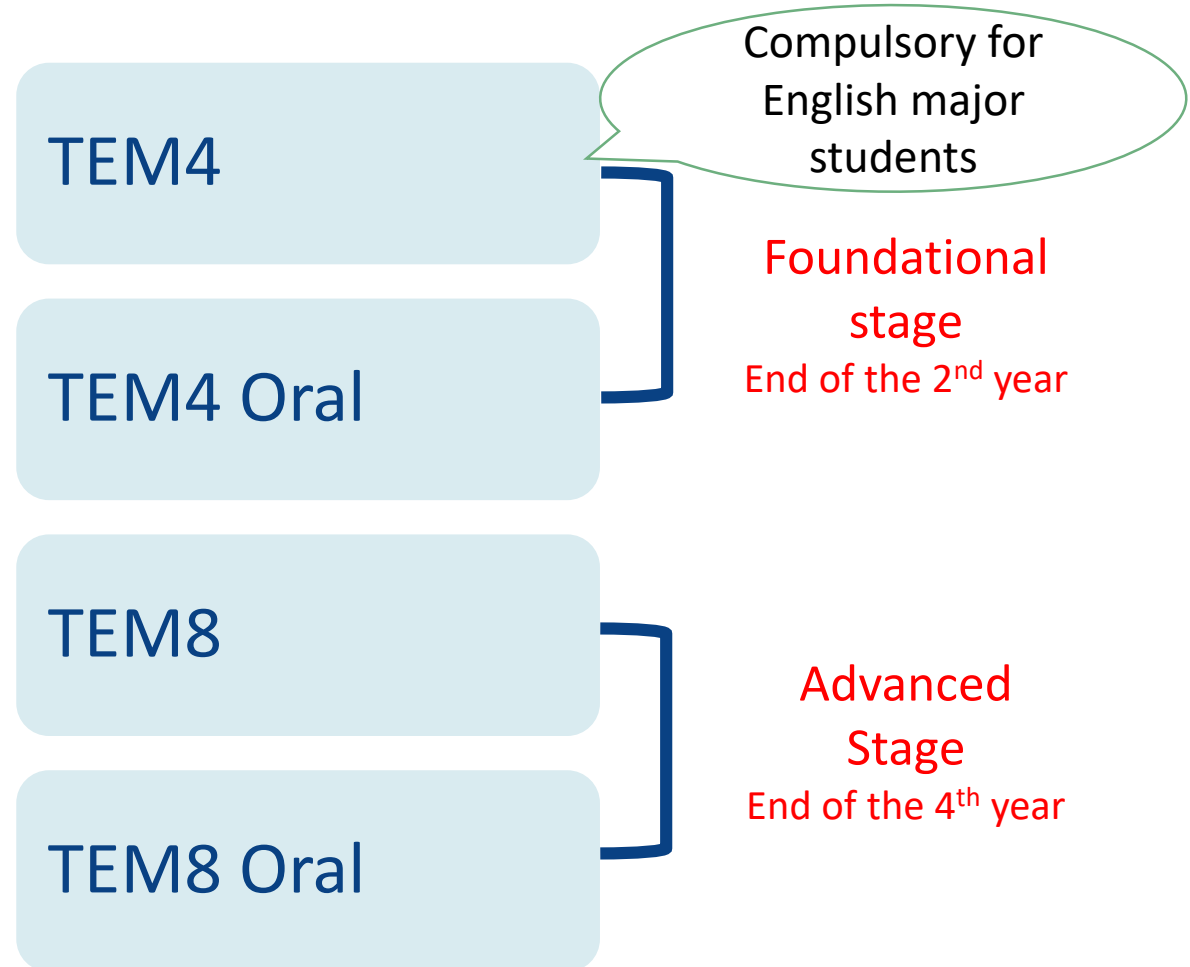 Compulsory for
English major
students
TEM4
Foundational
stage
End of the 2nd year
TEM4 Oral
TEM8
Advanced
Stage
End of the 4th year
TEM8 Oral